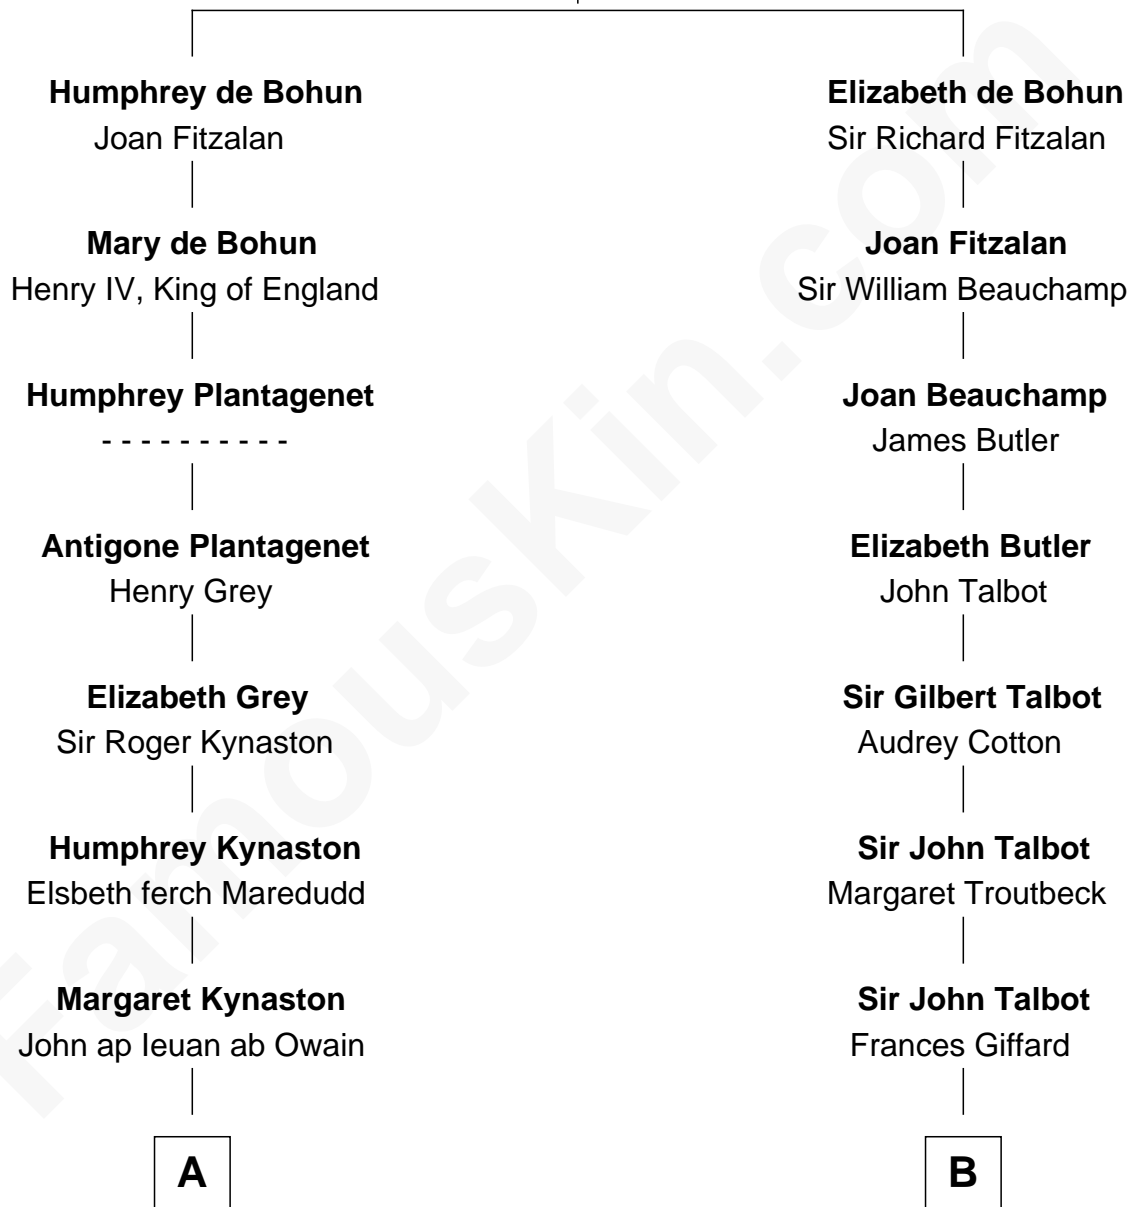 Humphrey de Bohun
Joan Fitzalan
Mary de Bohun
Henry IV, King of England
Humphrey Plantagenet
- - - - - - - - - -
Antigone Plantagenet
Henry Grey
Elizabeth Grey
Sir Roger Kynaston
Humphrey Kynaston
Elsbeth ferch Maredudd
Margaret Kynaston
John ap Ieuan ab Owain
A
Elizabeth de Bohun
Sir Richard Fitzalan
Joan Fitzalan
Sir William Beauchamp
Joan Beauchamp
James Butler
Elizabeth Butler
John Talbot
Sir Gilbert Talbot
Audrey Cotton
Sir John Talbot
Margaret Troutbeck
Sir John Talbot
Frances Giffard
B
FamousKin.com